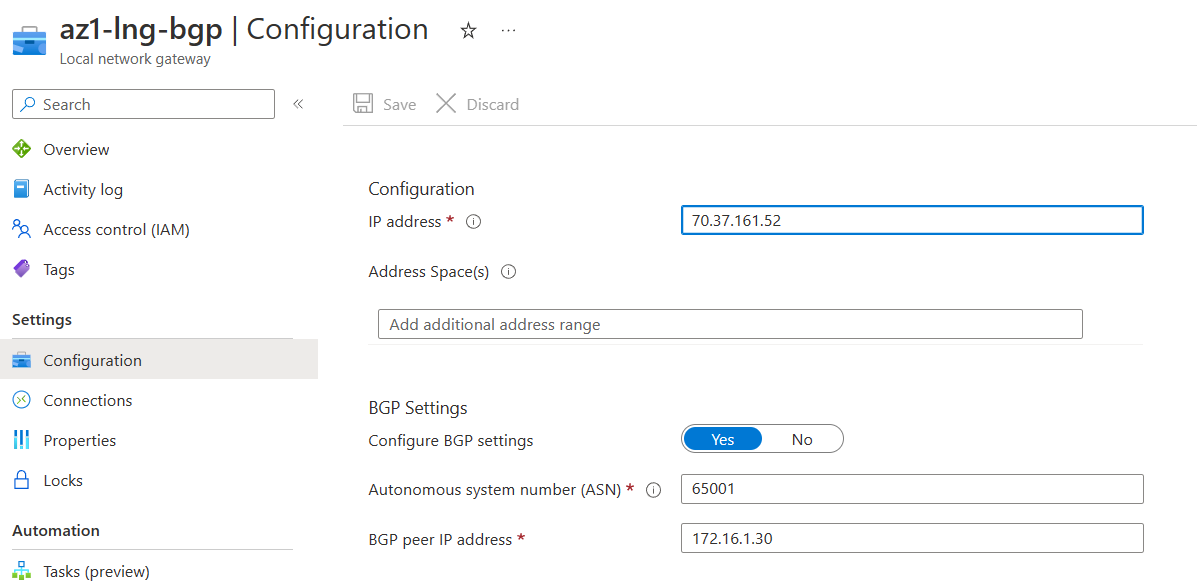 az1-lng-bgp | Configuration
Local network gateway
Search
Save
Discard
Overview
Activity log
Access control (IAM)
Tags
Settings
Configuration
Connections
Properties
Locks
Automation
Tasks (preview)
Configuration
IP address *
70.37.161.52
Address Space(s)
Add additional address range
BGP Settings
Configure BGP settings
Yes
No
Autonomous system number (ASN) *
65001
BGP peer IP address *
172.16.1.30